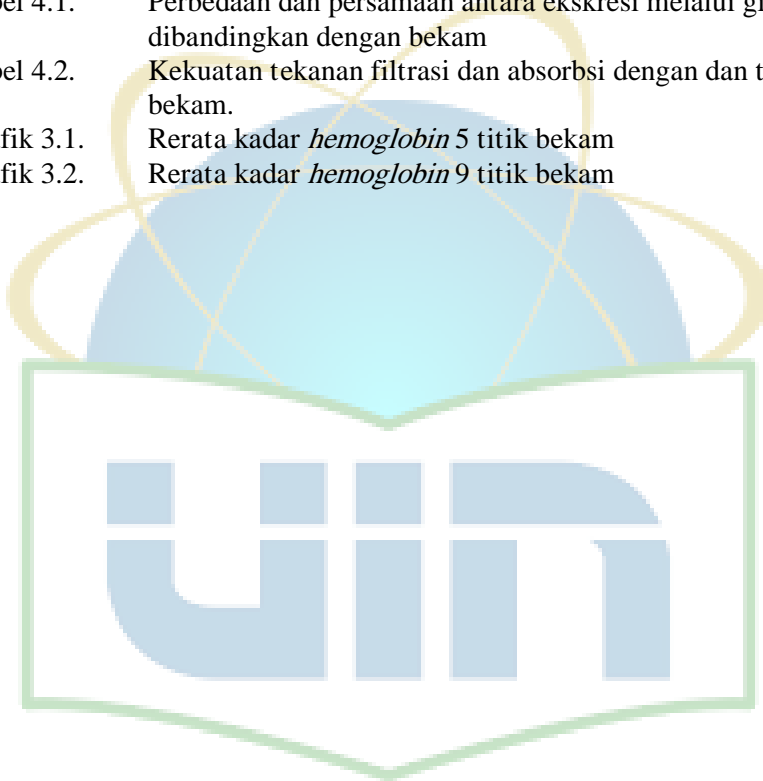 bel 4.1. Perbedaan dan persamaan antara ekskresi melalui
dibandingkan dengan bekam
bel 4.2. Kekuatan tekanan filtrasi dan absorbsi dengan dan
bekam.
fik 3.1. Rerata kadar hemoglobin 5 titik bekam
fik 3.2. Rerata kadar hemoglobin 9 titik bekam
uin